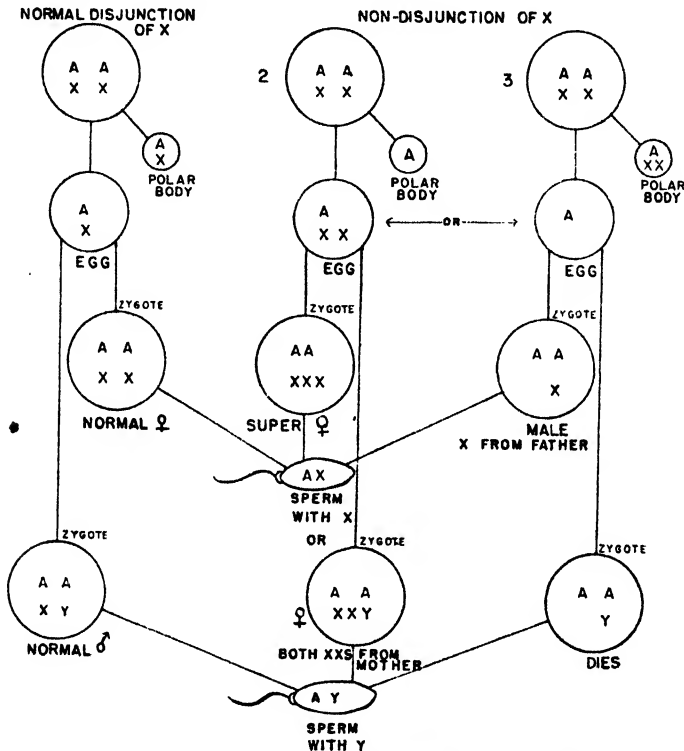 NORMAL DISJUNCTION
OF X
NON-DISJUNCTION OF X
A A
X X
2
A A
X X
3
A A
X X
A
X
POLAR
BODY
A
POLAR
BODY
A
XX
POLAR
BODY
A
X
EGG
A
X X
EGG
OR
A
EGG
ZYGOTE
A A
X X
NORMAL ♀
ZYGOTE
AA
XXX
SUPER ♀
ZYGOTE
A A
X
MALE
X FROM FATHER
AX
SPERM
WITH X
OR
ZYGOTE
A A
X Y
NORMAL ♂
ZYGOTE
A A
XXY
♀
BOTH XXS FROM
MOTHER
ZYGOTE
A A
Y
DIES
A Y
SPERM
WITH Y